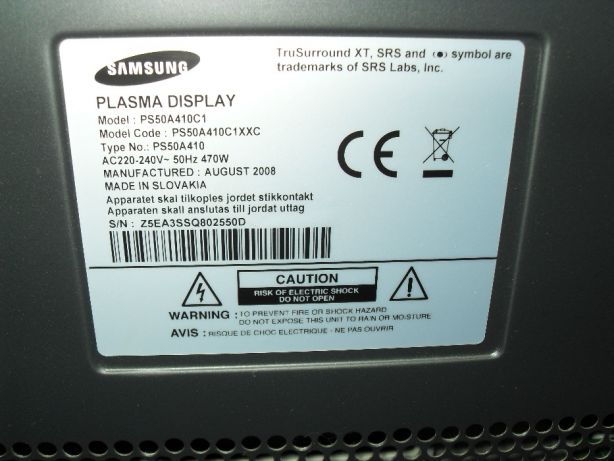 SAMSUNG
TruSurround XT, SRS and (●) symbol are
trademarks of SRS Labs, Inc.
PLASMA DISPLAY
Model : PS50A410C1
Model Code : PS50A410C1XXC
Type No.: PS50A410
AC220-240V~ 50Hz 470W
MANUFACTURED : AUGUST 2008
MADE IN SLOVAKIA
Apparatet skal tilkoples jordet stikkontakt
Apparaten skall anslutas till jordat uttag
S/N : Z5EA3SSQ802550D
CE
CAUTION
RISK OF ELECTRIC SHOCK
DO NOT OPEN
WARNING : TO PREVENT FIRE OR SHOCK HAZARD
DO NOT EXPOSE THIS UNIT TO RAIN OR MOISTURE
AVIS : RISQUE DE CHOC ELECTRIQUE - NE PAS OUVRIR